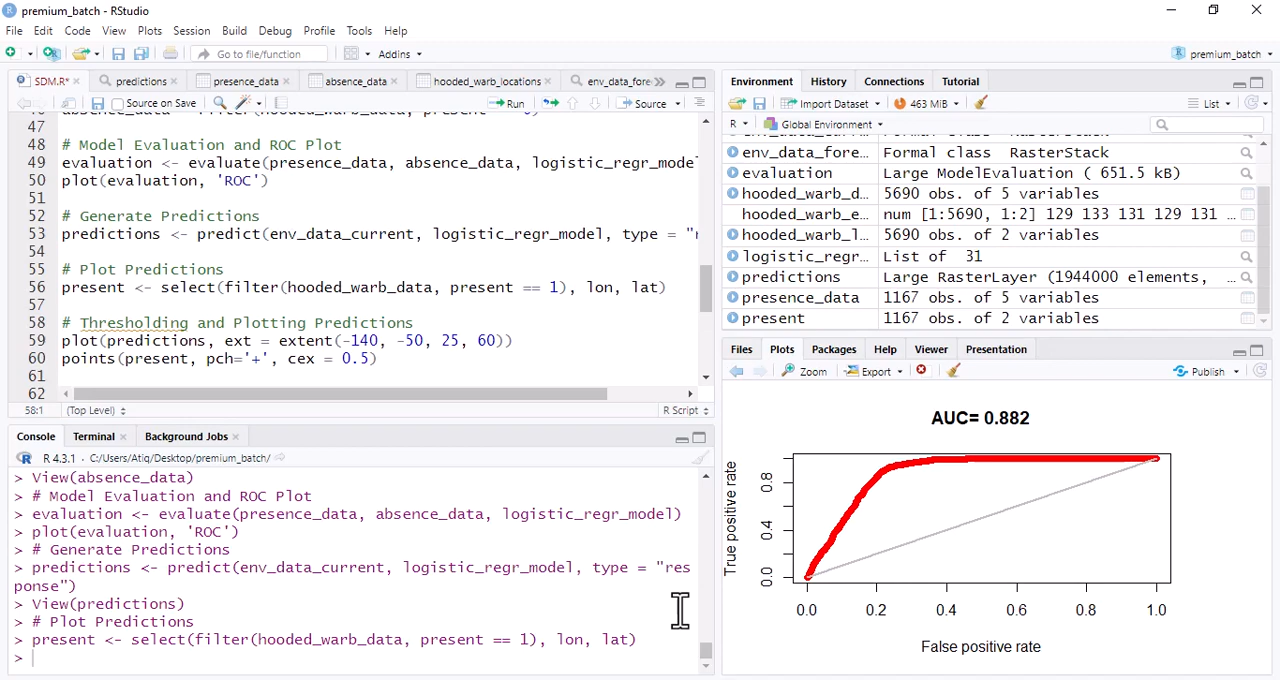 premium_batch - RStudio
File Edit Code View Plots Session Build Debug Profile Tools Help
Go to file/function Addins premium_batch
SDM.R* predictions presence_data absence_data hooded_warb_locations env_data_fore
Source on Save Run Source
47
48 # Model Evaluation and ROC Plot
49 evaluation <- evaluate(presence_data, absence_data, logistic_regr_model
50 plot(evaluation, 'ROC')
51
52 # Generate Predictions
53 predictions <- predict(env_data_current, logistic_regr_model, type = "r
54
55 # Plot Predictions
56 present <- select(filter(hooded_warb_data, present == 1), lon, lat)
57
58 # Thresholding and Plotting Predictions
59 plot(predictions, ext = extent(-140, -50, 25, 60))
60 points(present, pch='+', cex = 0.5)
61
62
58:1 (Top Level) R Script
Console Terminal Background Jobs
R 4.3.1 · C:/Users/Atiq/Desktop/premium_batch/
> View(absence_data)
> # Model Evaluation and ROC Plot
> evaluation <- evaluate(presence_data, absence_data, logistic_regr_model)
> plot(evaluation, 'ROC')
> # Generate Predictions
> predictions <- predict(env_data_current, logistic_regr_model, type = "res
ponse")
> View(predictions)
> # Plot Predictions
> present <- select(filter(hooded_warb_data, present == 1), lon, lat)
>
Environment History Connections Tutorial
Import Dataset 463 MiB List
R Global Environment
env_data_fore… Formal class RasterStack
evaluation Large ModelEvaluation ( 651.5 kB)
hooded_warb_d… 5690 obs. of 5 variables
hooded_warb_e… num [1:5690, 1:2] 129 133 131 129 131 …
hooded_warb_l… 5690 obs. of 2 variables
logistic_regr… List of 31
predictions Large RasterLayer (1944000 elements, …
presence_data 1167 obs. of 5 variables
present 1167 obs. of 2 variables
Files Plots Packages Help Viewer Presentation
Zoom Export Publish
AUC= 0.882
True positive rate
0.8
0.4
0.0
0.0 0.2 0.4 0.6 0.8 1.0
False positive rate